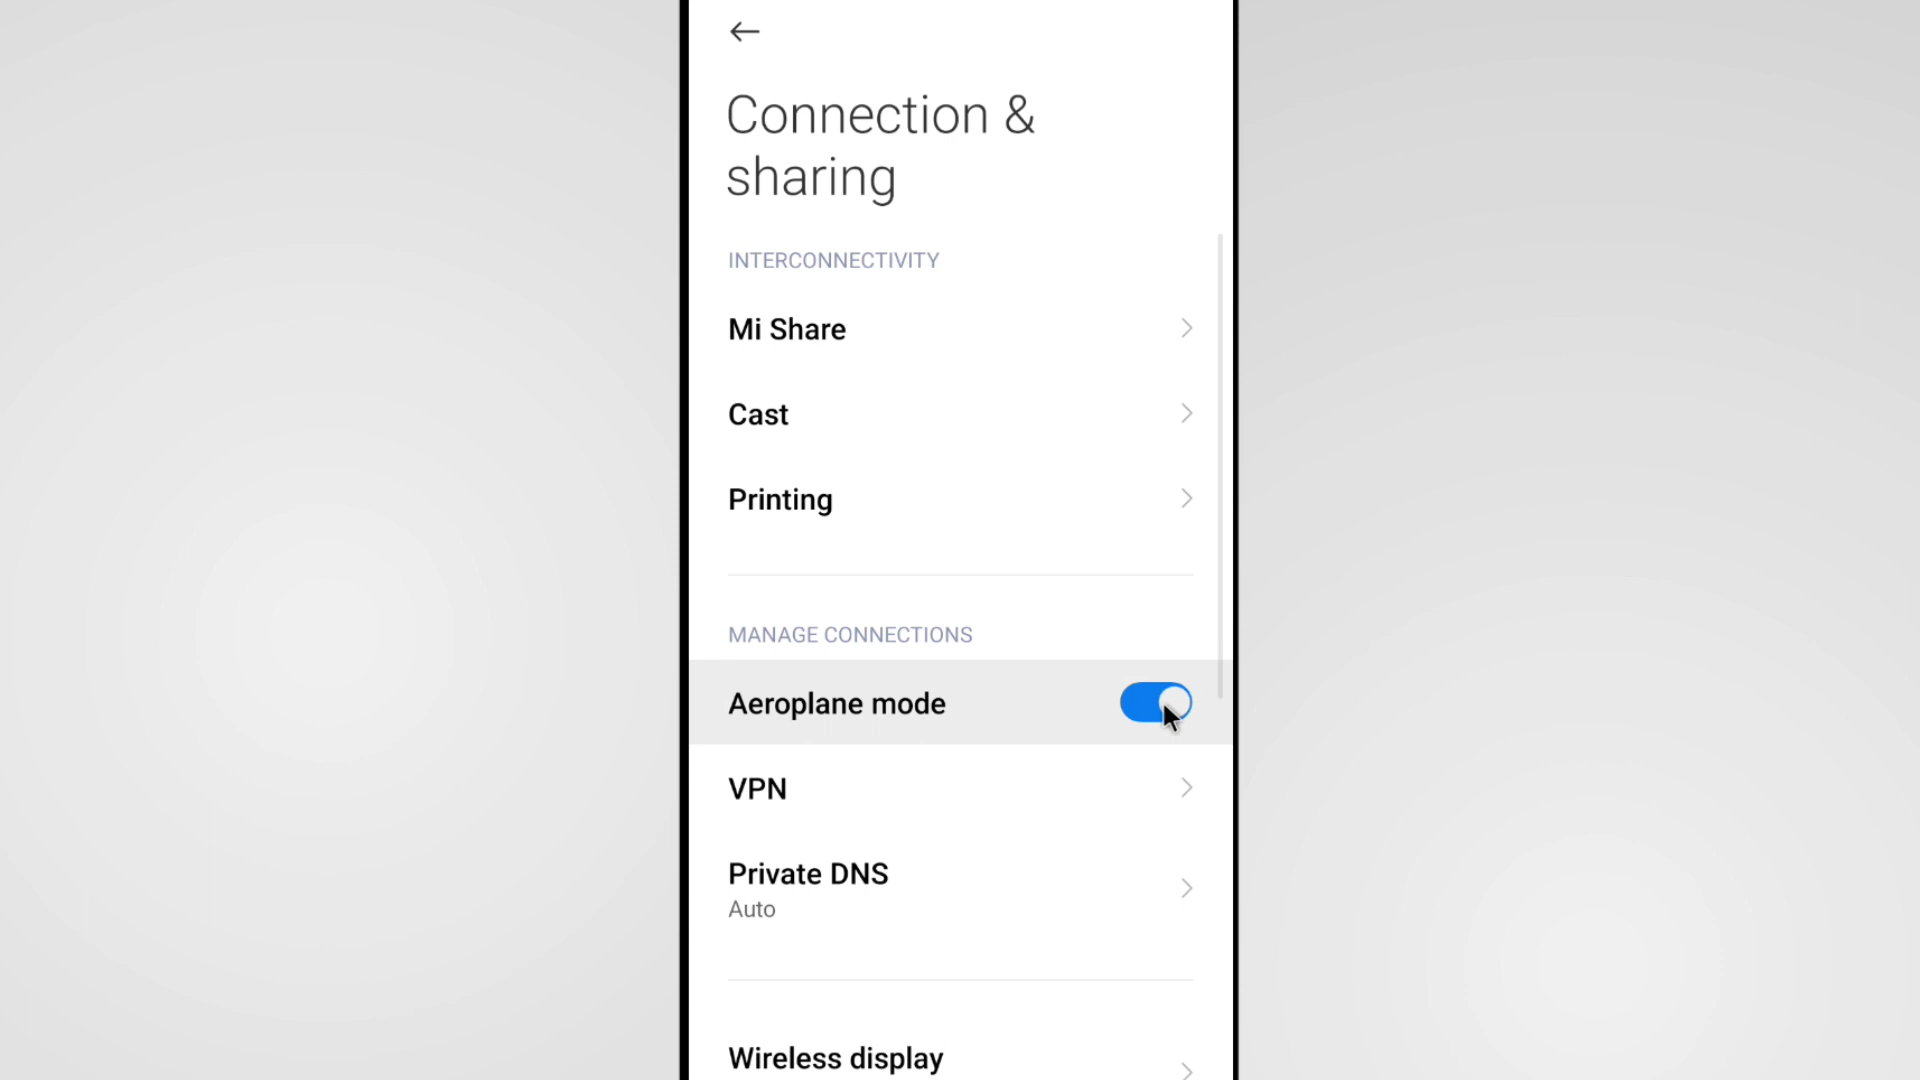 Connection &
sharing
INTERCONNECTIVITY
Mi Share
Cast
Printing
MANAGE CONNECTIONS
Aeroplane mode
VPN
Private DNS
Auto
Wireless display